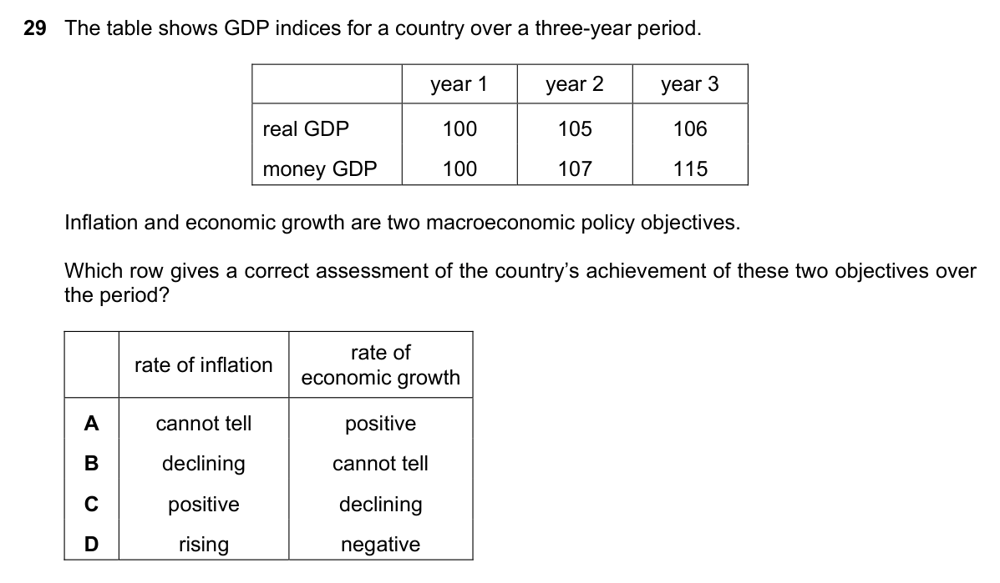 29 The table shows GDP indices for a country over a three-year period.
year 1 year 2 year 3
real GDP 100 105 106
money GDP 100 107 115
Inflation and economic growth are two macroeconomic policy objectives.
Which row gives a correct assessment of the country's achievement of these two objectives over
the period?
rate of inflation rate of
economic growth
A cannot tell positive
B declining cannot tell
C positive declining
D rising negative